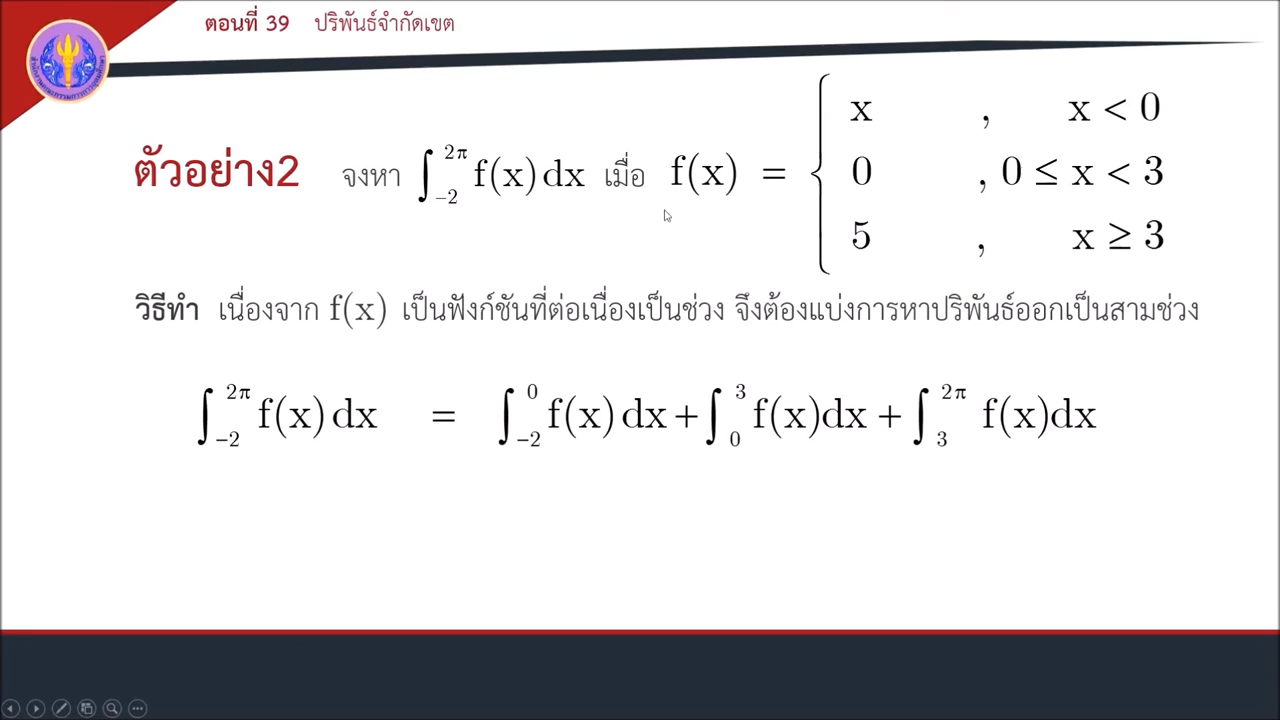 ตอนที่ 39 ปริพันธ์จำกัดเขต
ตัวอย่าง2 จงหา ∫₋₂^{2π} f(x) dx เมื่อ f(x) = { x , x < 0
0 , 0 ≤ x < 3
5 , x ≥ 3
วิธีทำ เนื่องจาก f(x) เป็นฟังก์ชันที่ต่อเนื่องเป็นช่วง จึงต้องแบ่งการหาปริพันธ์ออกเป็นสามช่วง
∫₋₂^{2π} f(x) dx = ∫₋₂^{0} f(x) dx + ∫₀^{3} f(x)dx + ∫₃^{2π} f(x)dx